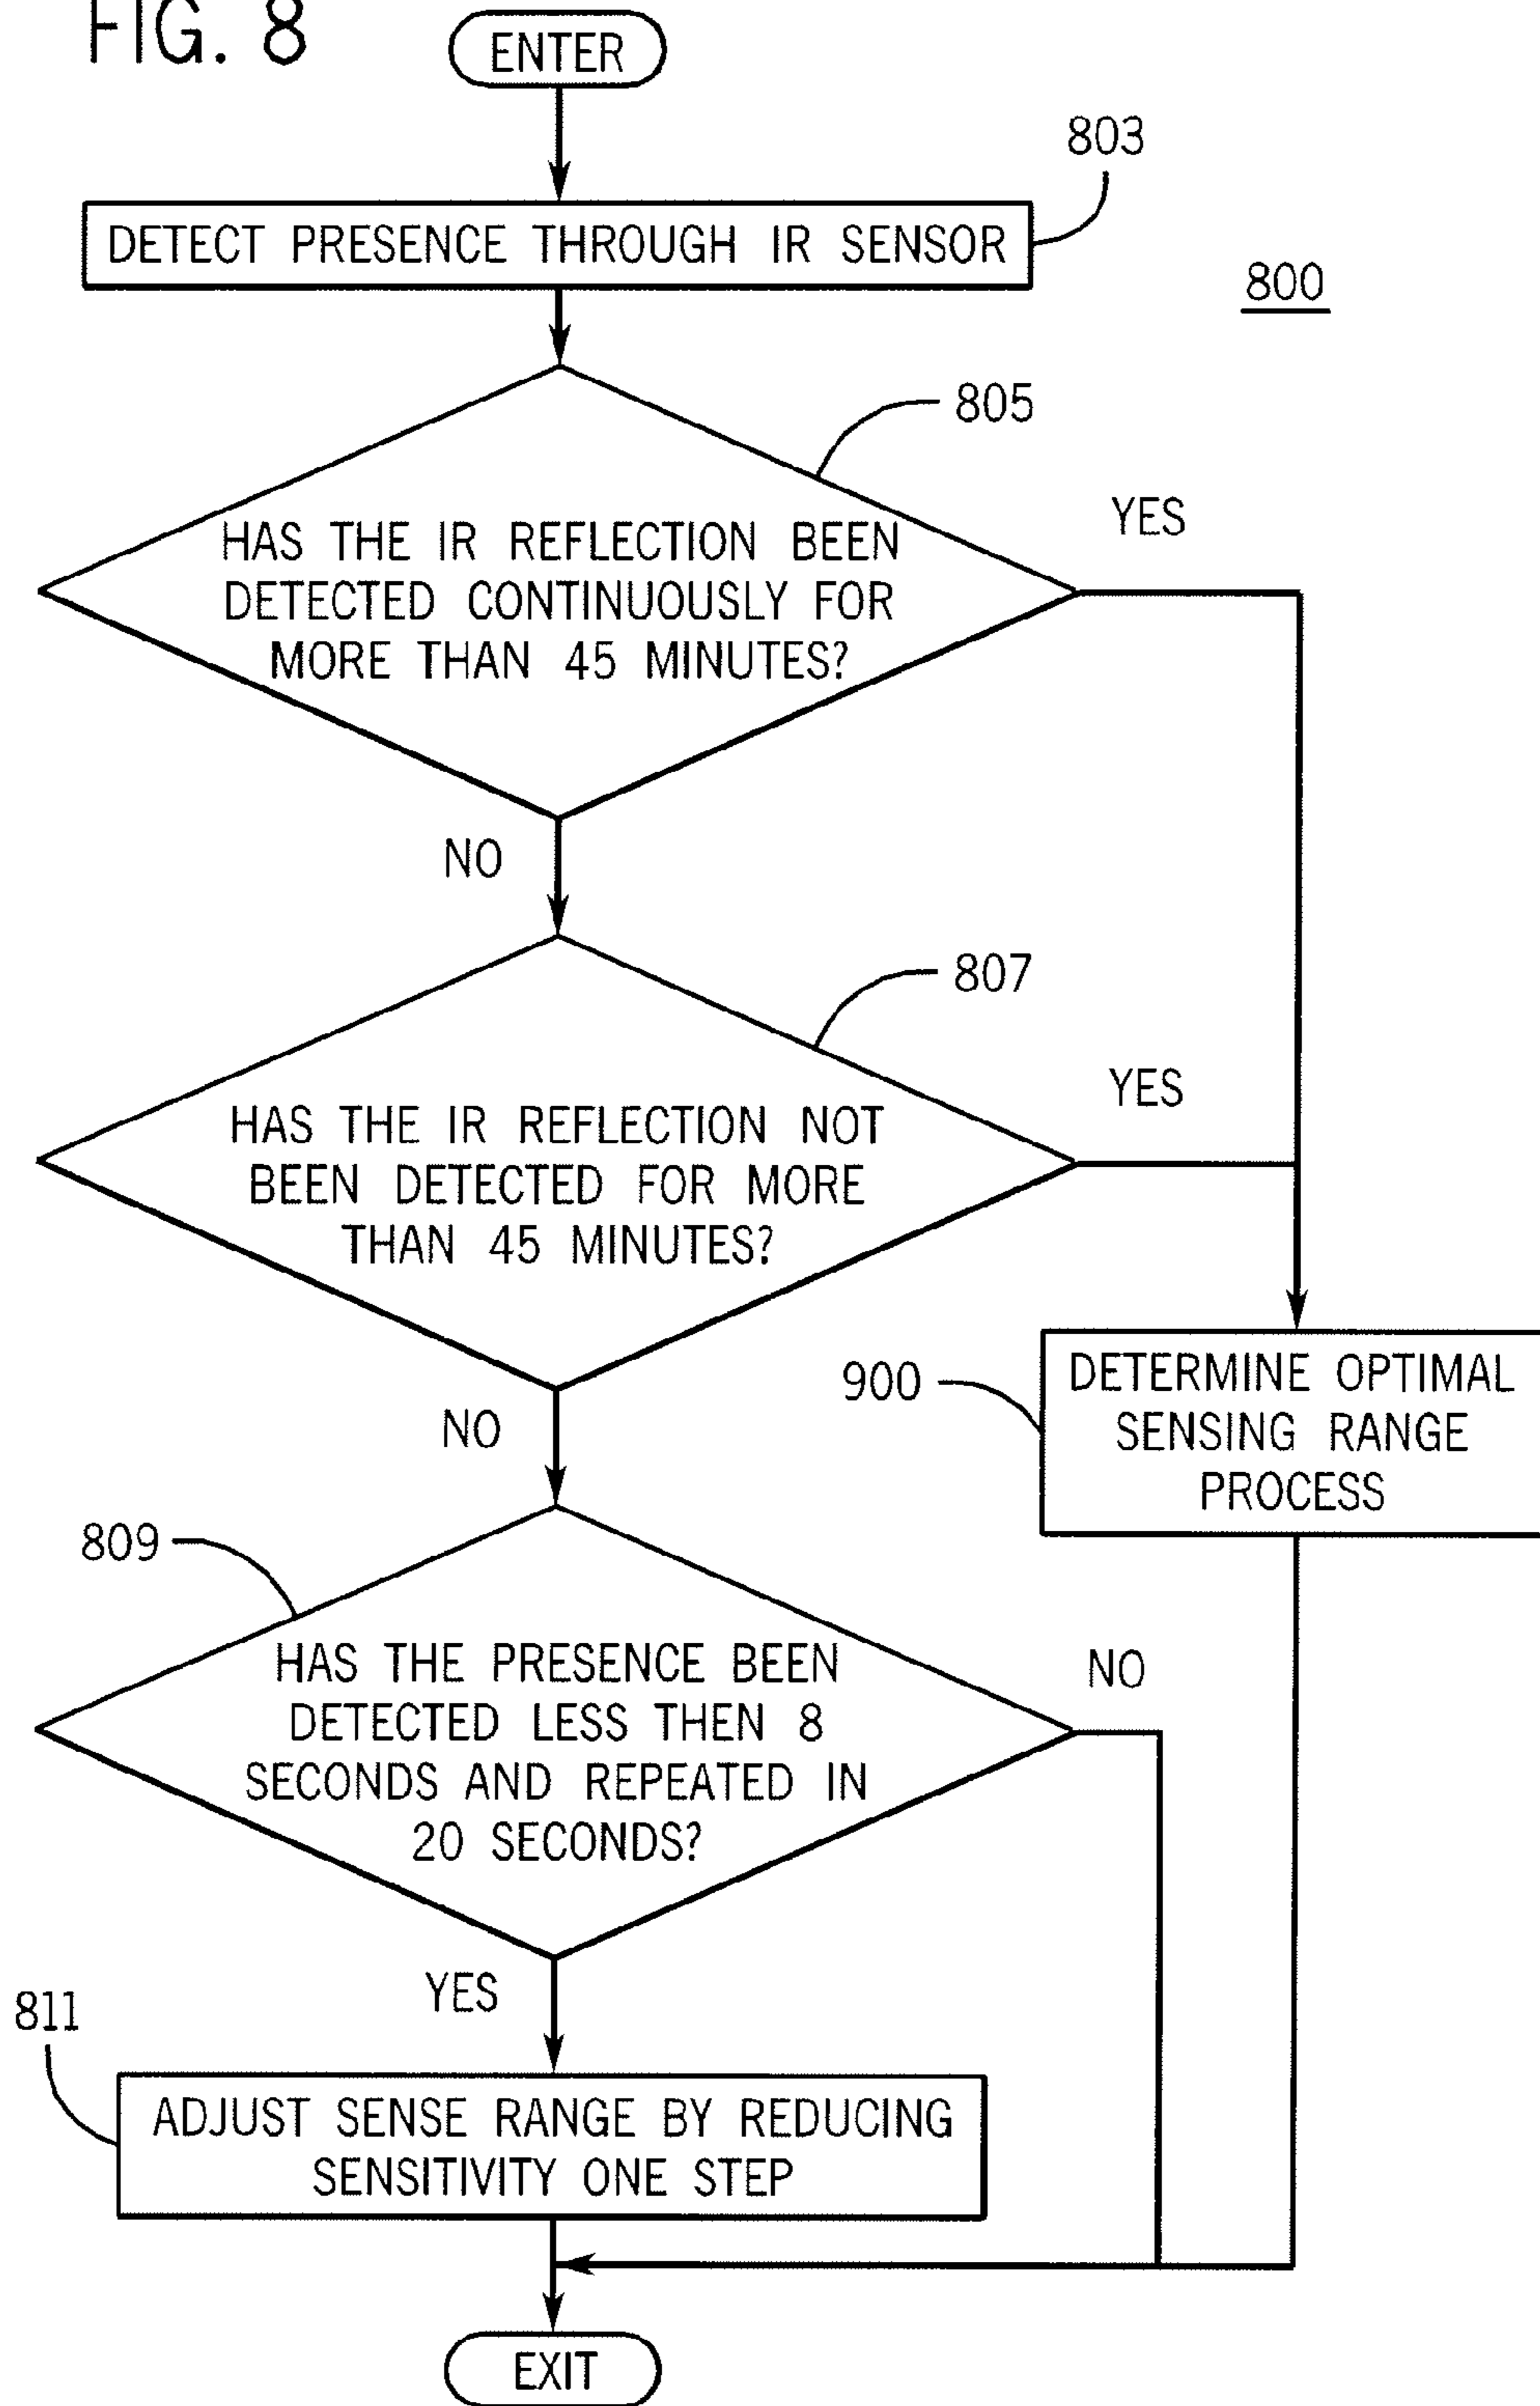 FIG. 8
ENTER
803
DETECT PRESENCE THROUGH IR SENSOR
800
805
HAS THE IR REFLECTION BEEN
DETECTED CONTINUOUSLY FOR
MORE THAN 45 MINUTES?
YES
NO
807
HAS THE IR REFLECTION NOT
BEEN DETECTED FOR MORE
THAN 45 MINUTES?
YES
NO
900
DETERMINE OPTIMAL
SENSING RANGE
PROCESS
809
HAS THE PRESENCE BEEN
DETECTED LESS THEN 8
SECONDS AND REPEATED IN
20 SECONDS?
NO
YES
811
ADJUST SENSE RANGE BY REDUCING
SENSITIVITY ONE STEP
EXIT